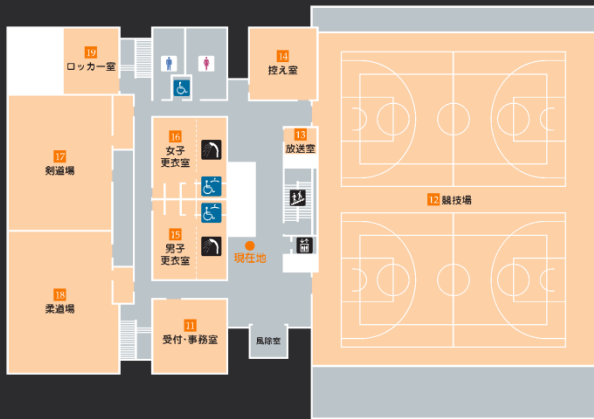 19
ロッカー室
14
控え室
16
女子
更衣室
13
放送室
17
剣道場
12 競技場
15
男子
更衣室
現在地
18
柔道場
11
受付・事務室
風除室